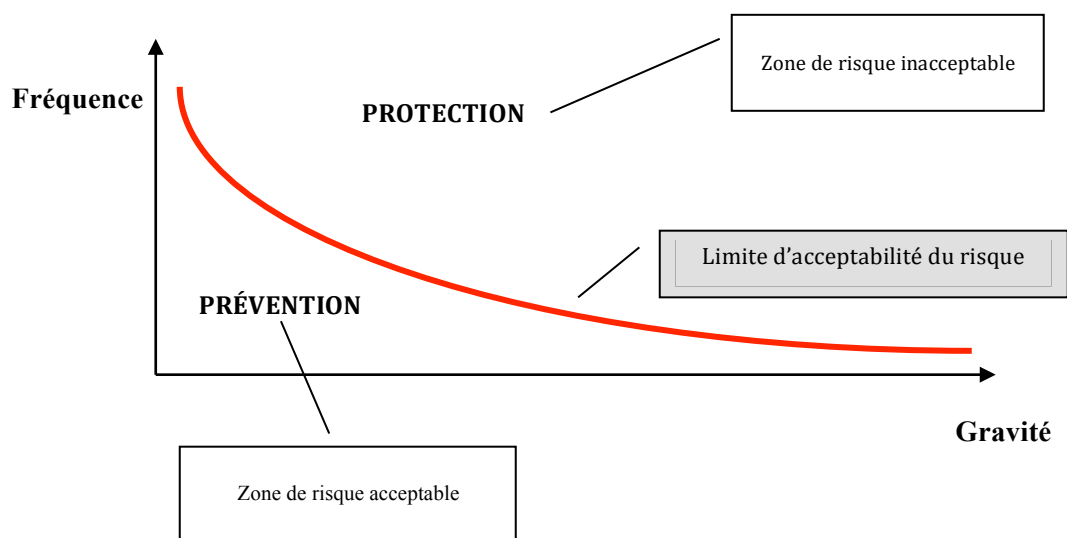 Zone de risque inacceptable
Fréquence
PROTECTION
Limite d’acceptabilité du risque
PRÉVENTION
Gravité
Zone de risque acceptable